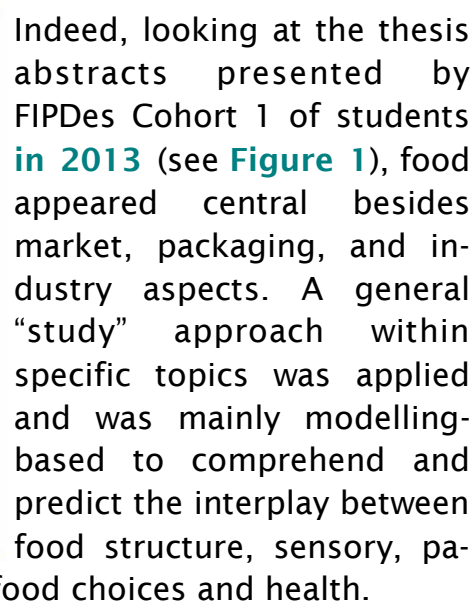 Indeed, looking at the thesis
abstracts presented by
FIPDes Cohort 1 of students
in 2013 (see Figure 1), food
appeared central besides
market, packaging, and in-
dustry aspects. A general
“study” approach within
specific topics was applied
and was mainly modelling-
based to comprehend and
predict the interplay between
food structure, sensory, pa-
food choices and health.